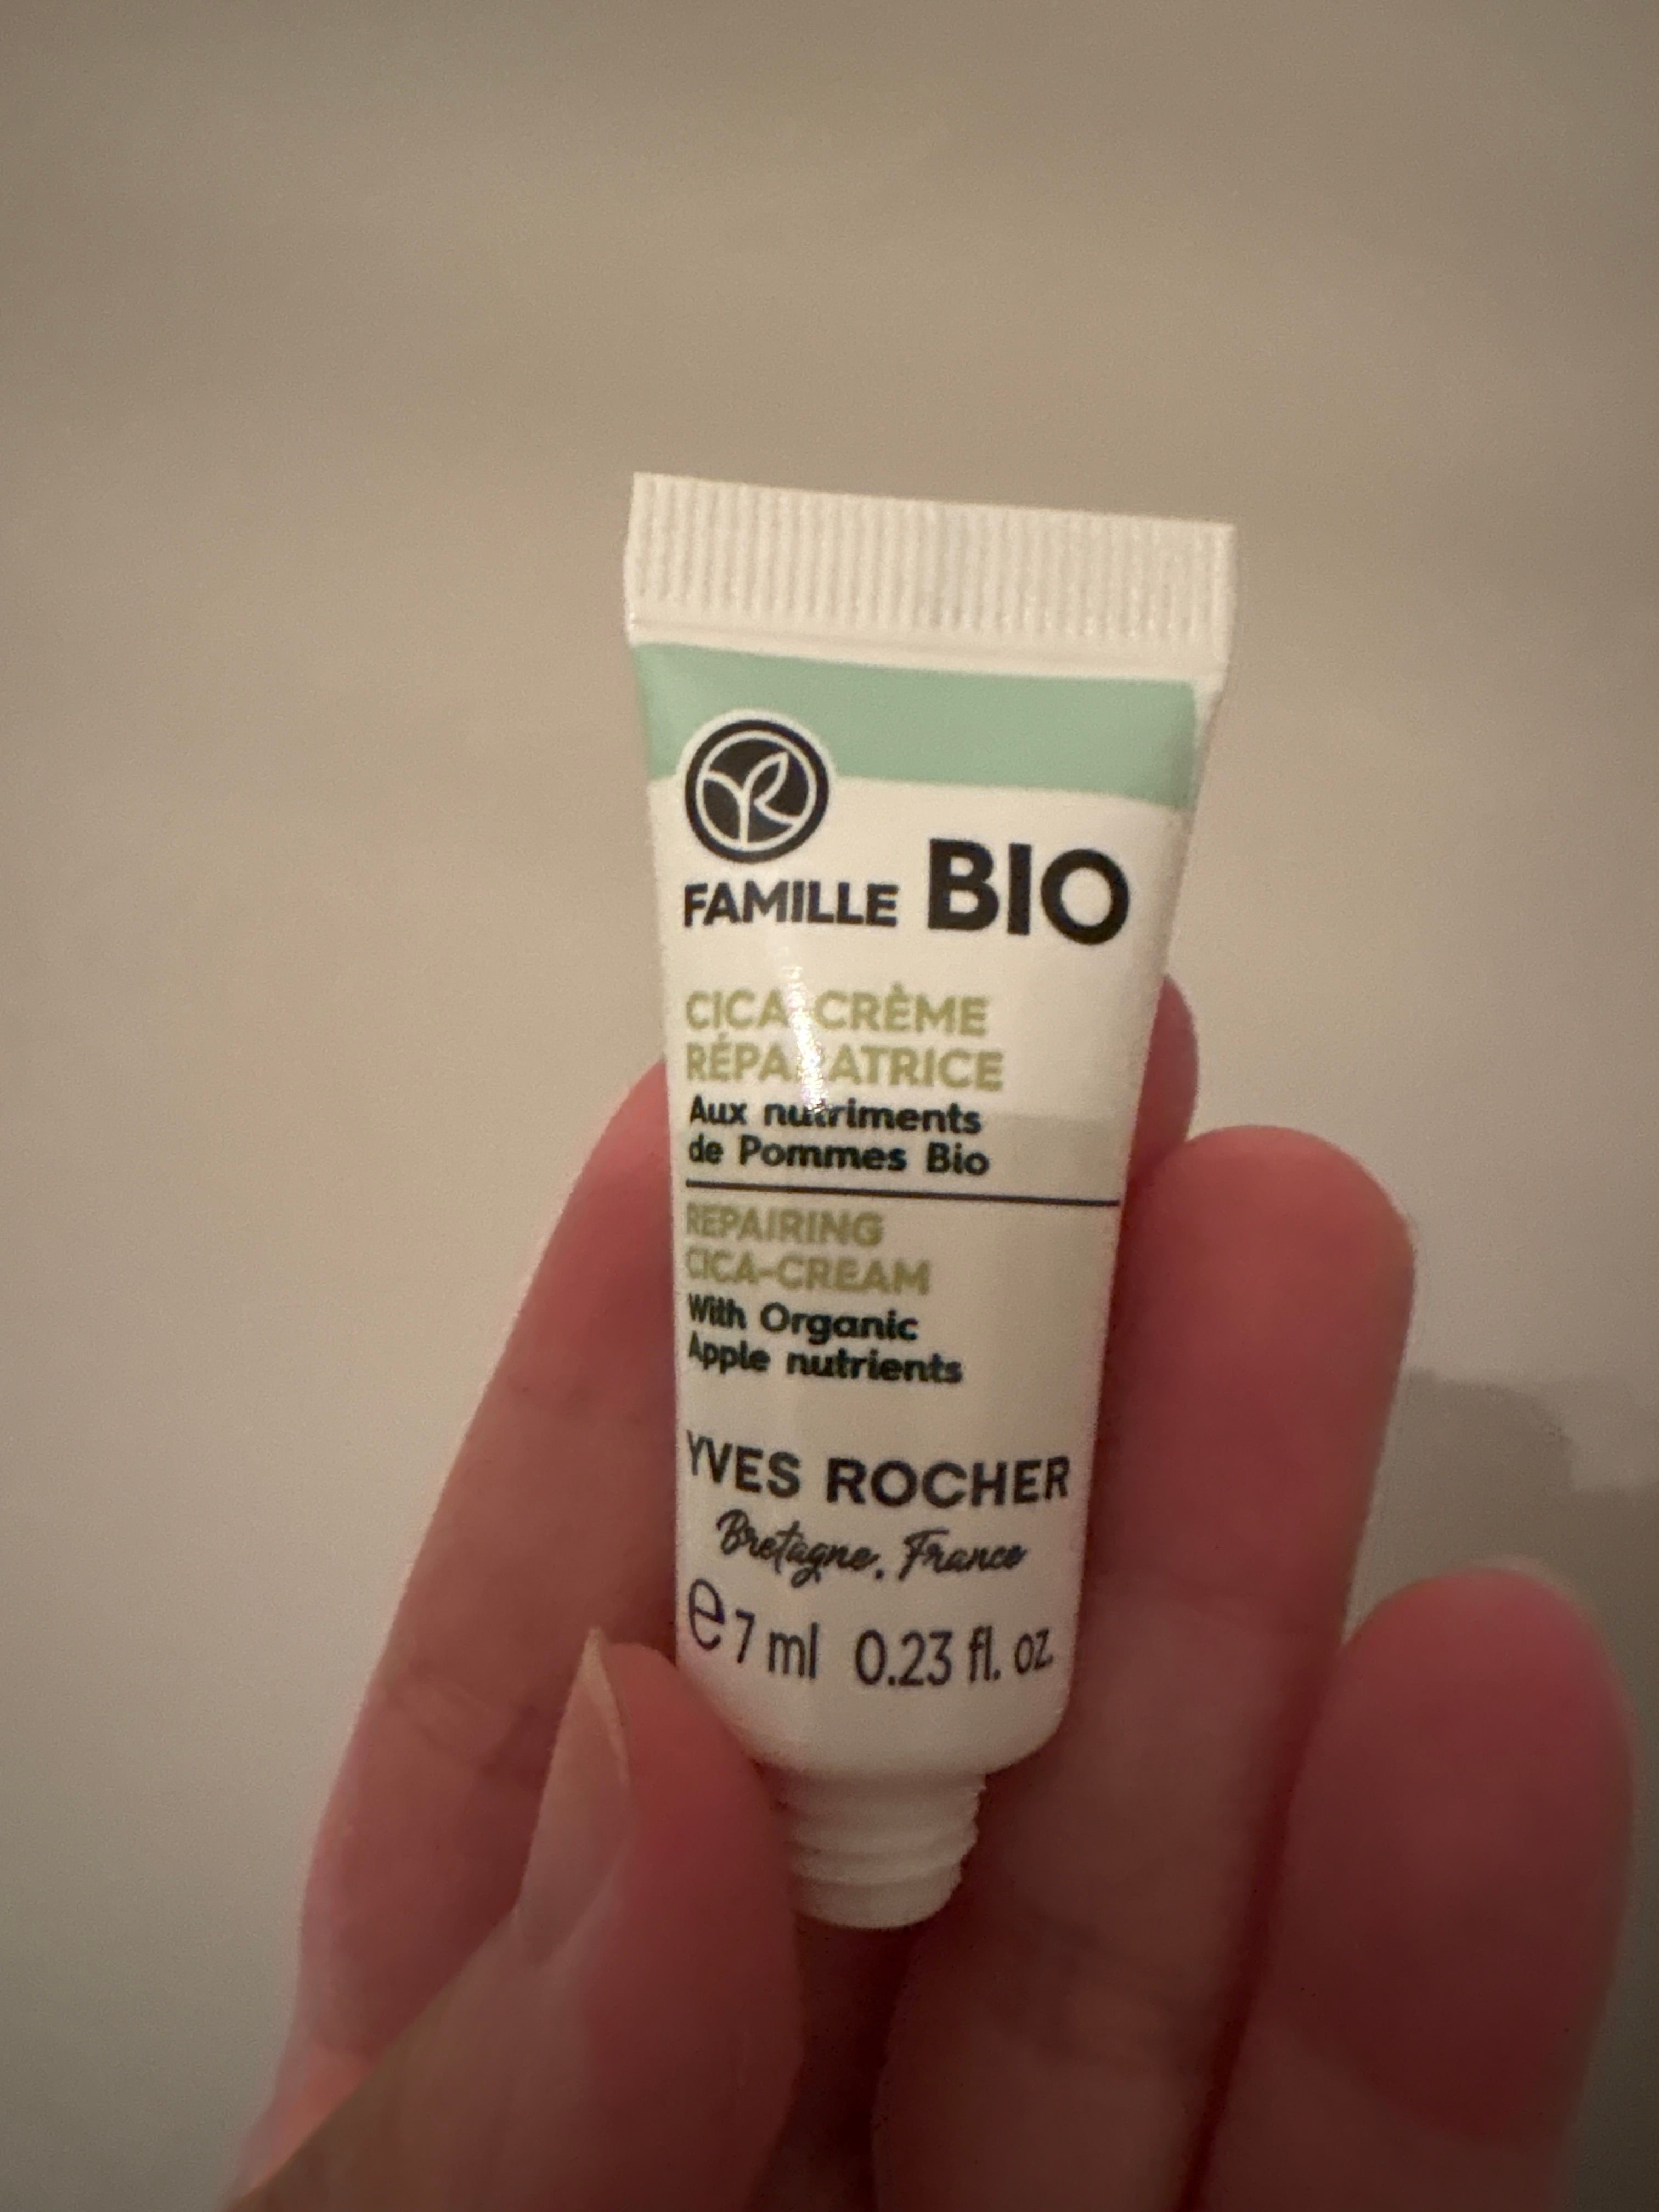 FAMILLE BIO
CICA-CRÈME
RÉPARATRICE
Aux nutriments
de Pommes Bio
REPAIRING
CICA-CREAM
With Organic
Apple nutrients
YVES ROCHER
Bretagne, France
e 7 ml 0.23 fl. oz.